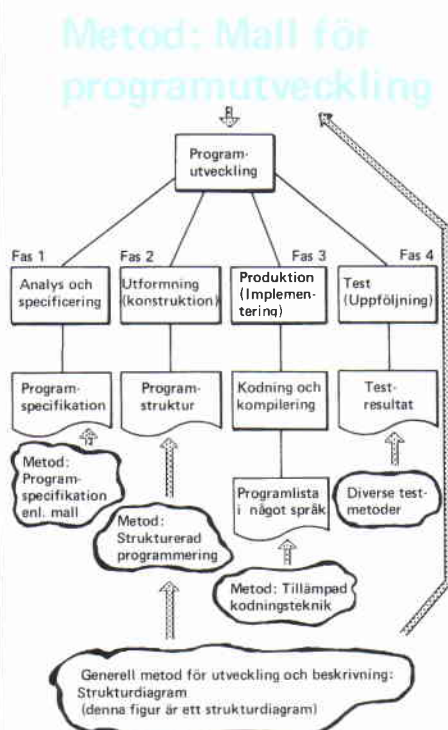 Metod: Mall för
programutveckling
Program-
utveckling
Fas 1
Analys och
specificering
Fas 2
Utformning
(konstruktion)
Fas 3
Produktion
(Implemen-
tering)
Fas 4
Test
(Uppföljning)
Program-
specifikation
Program-
struktur
Kodning och
kompilering
Test-
resultat
Metod:
Program-
specifikation
enl. mall
Metod:
Strukturerad
programmering
Programlista
i något språk
Diverse test-
metoder
Metod: Tillämpad
kodningsteknik
Generell metod för utveckling och beskrivning:
Strukturdiagram
(denna figur är ett strukturdiagram)